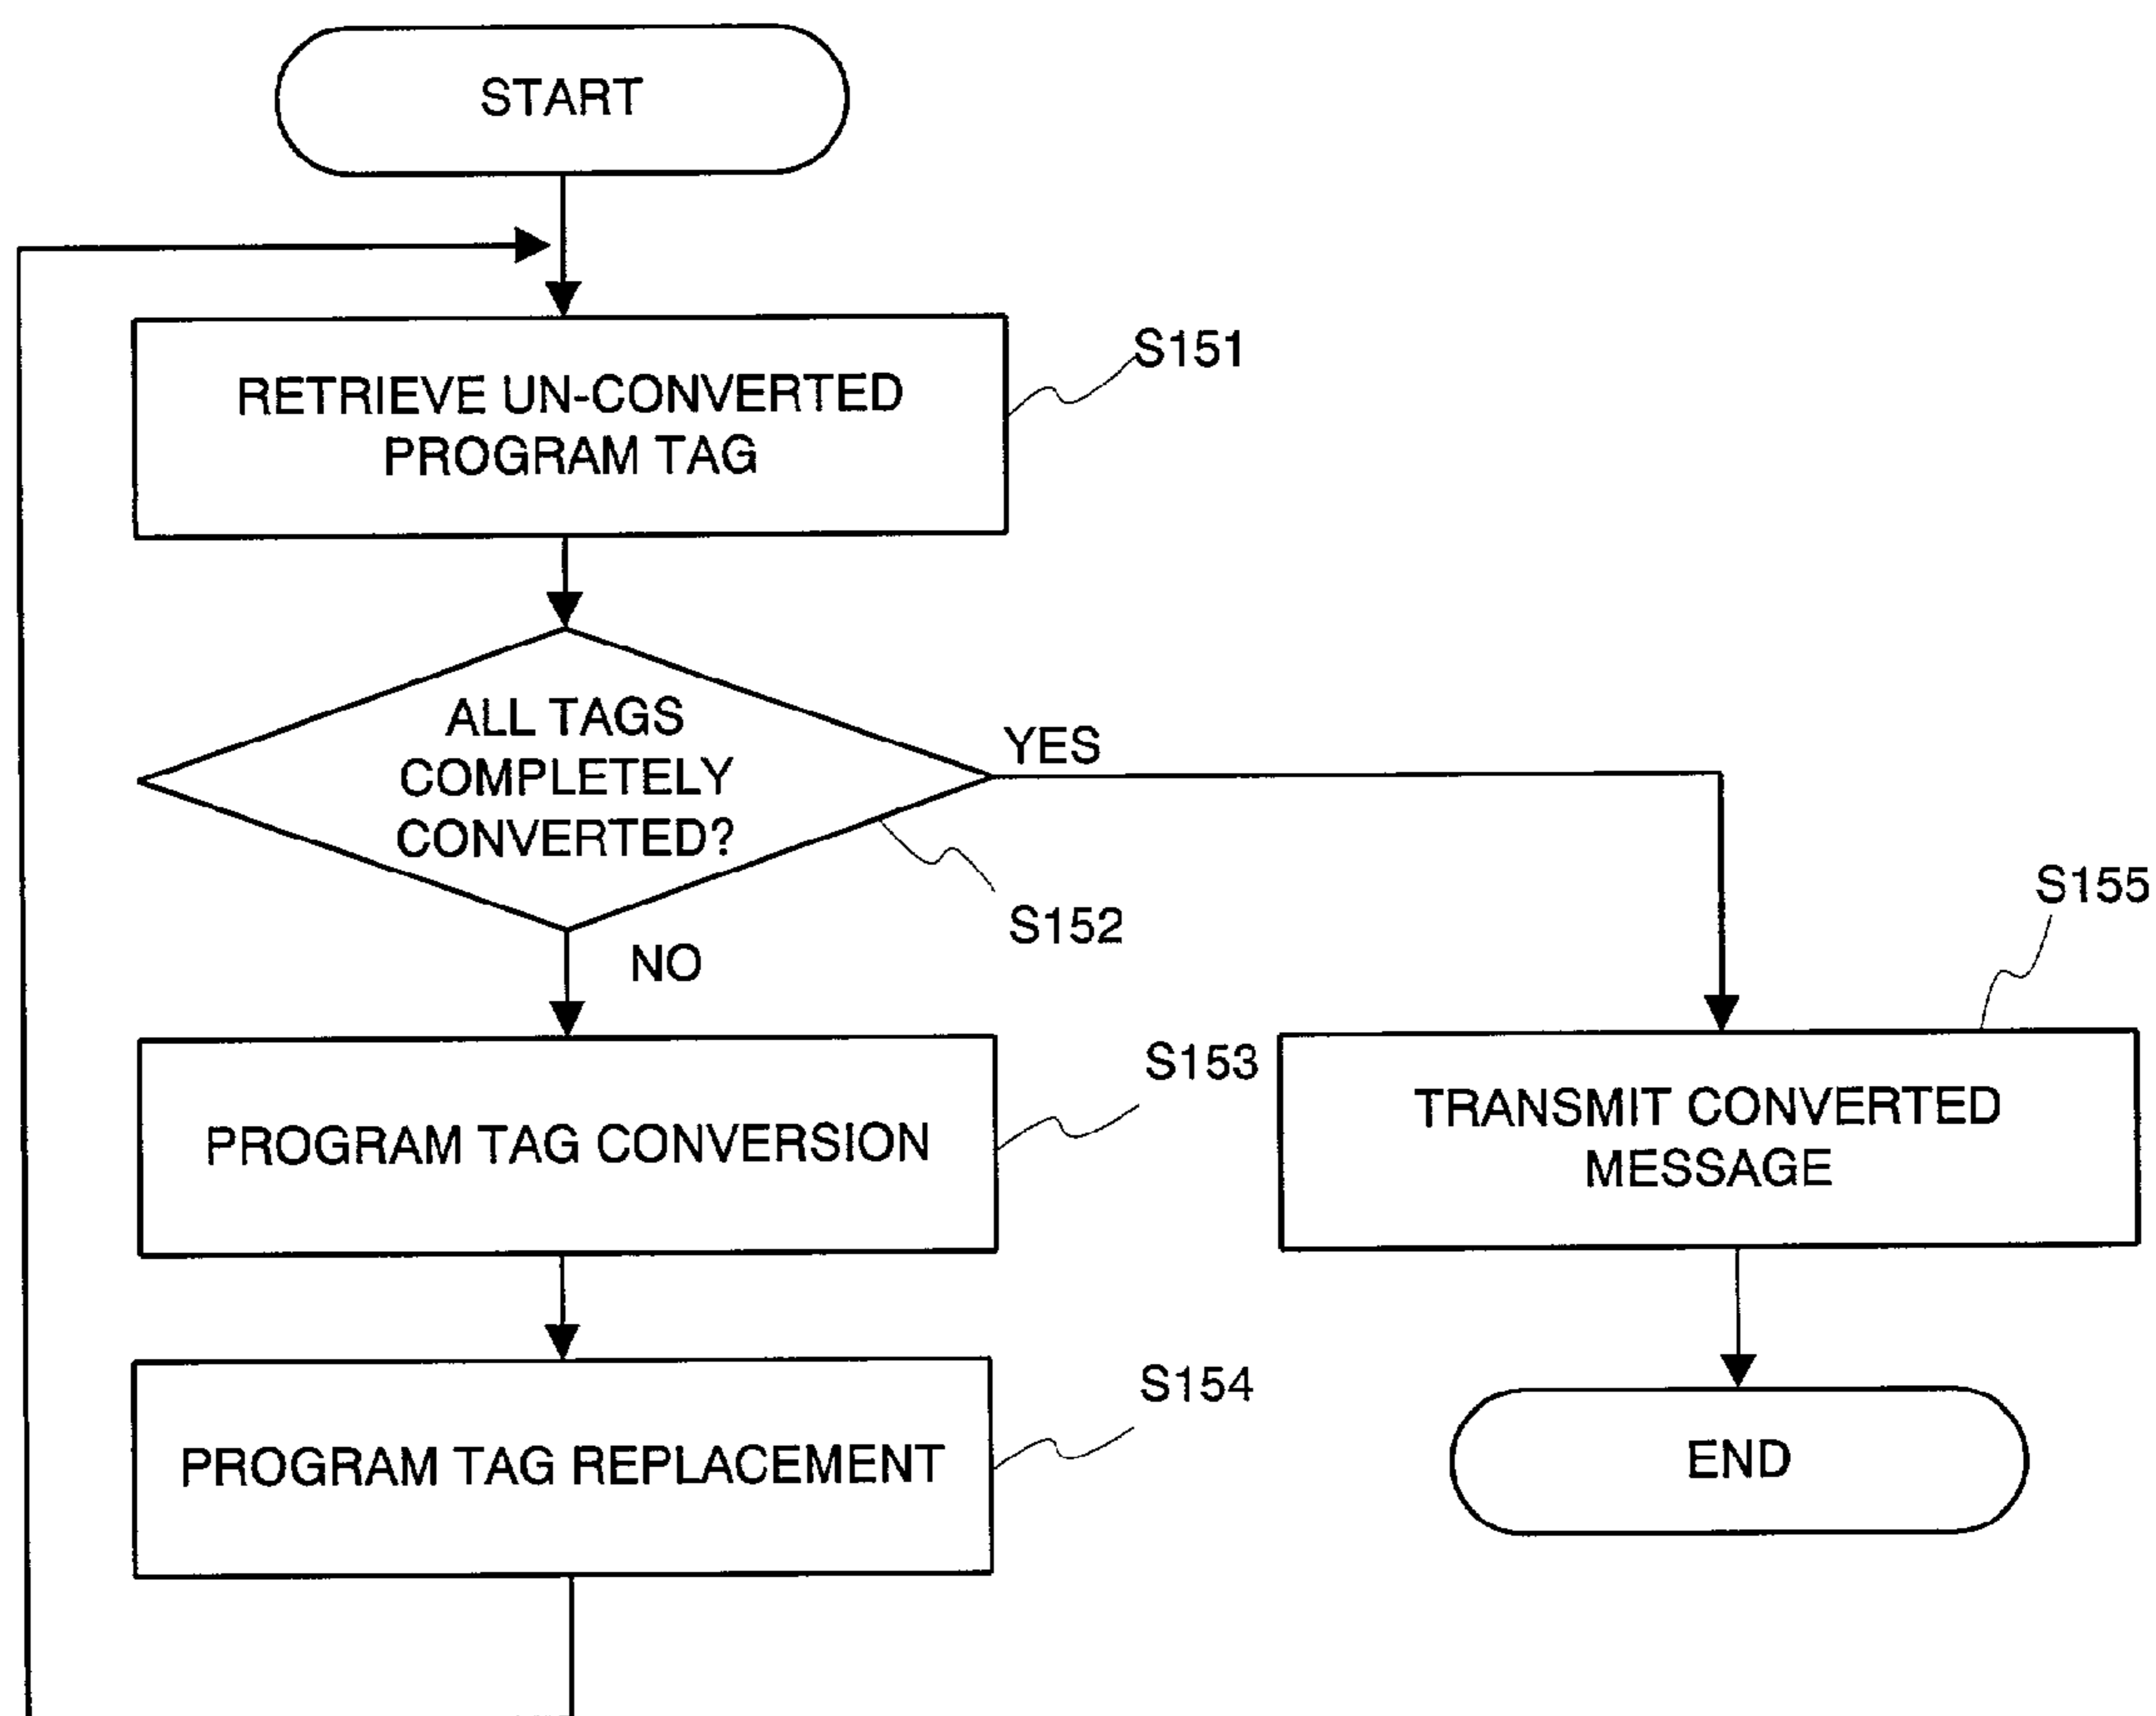 START
RETRIEVE UN-CONVERTED
PROGRAM TAG
S151
ALL TAGS
COMPLETELY
CONVERTED?
YES
S152
NO
PROGRAM TAG CONVERSION
S153
PROGRAM TAG REPLACEMENT
S154
S155
TRANSMIT CONVERTED
MESSAGE
END